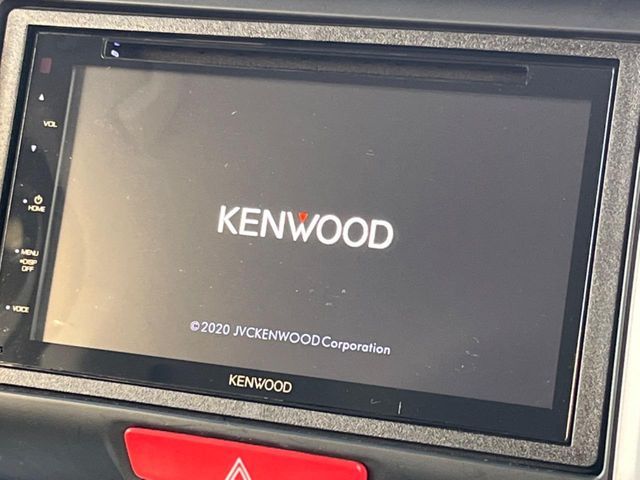 VOL
HOME
MENU
DISP
OFF
VOICE
KENWOOD
©2020 JVCKENWOOD Corporation
KENWOOD